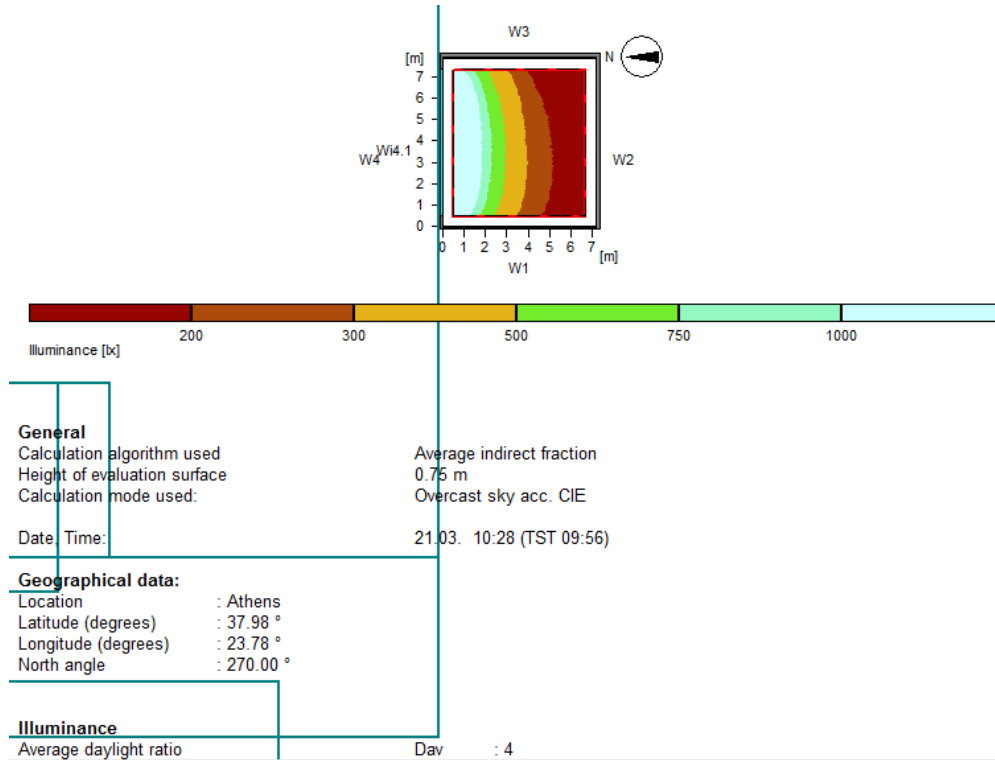 W3
[m]
N
7
6
5
4
3
2
1
0
W4
Wi4.1
W2
0 1 2 3 4 5 6 7
[m]
W1
200 300 500 750 1000
Illuminance [lx]
General
Calculation algorithm used Average indirect fraction
Height of evaluation surface 0.75 m
Calculation mode used: Overcast sky acc. CIE
Date, Time: 21.03. 10:28 (TST 09:56)
Geographical data:
Location : Athens
Latitude (degrees) : 37.98 °
Longitude (degrees) : 23.78 °
North angle : 270.00 °
Illuminance
Average daylight ratio Dav : 4